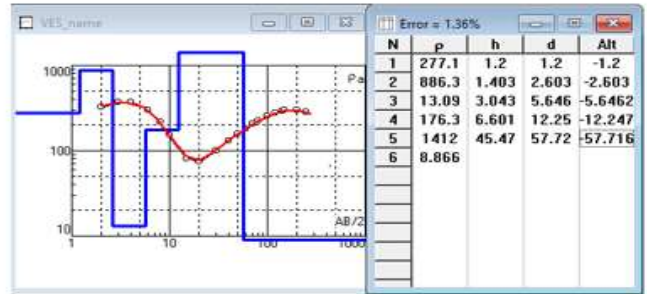 VES_name
Error = 1.36%
1000
100
10
1
10
100
1000
Pa
AB/2
N ρ h d Alt
1 277.1 1.2 1.2 -1.2
2 886.3 1.403 2.603 -2.603
3 13.09 3.043 5.646 -5.6462
4 176.3 6.601 12.25 -12.247
5 1412 45.47 57.72 -57.716
6 8.866